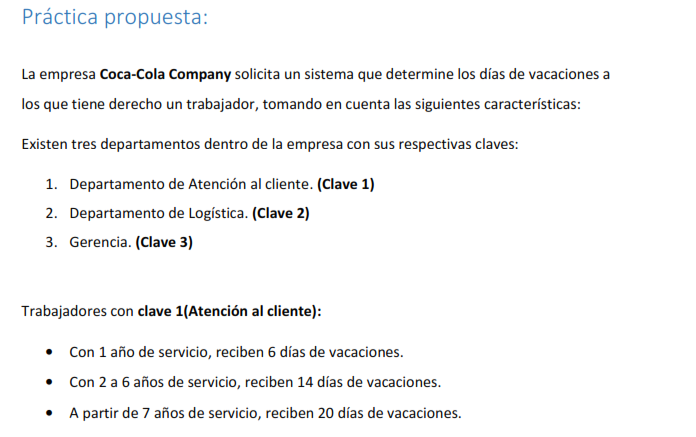 Práctica propuesta:
La empresa Coca-Cola Company solicita un sistema que determine los días de vacaciones a
los que tiene derecho un trabajador, tomando en cuenta las siguientes características:
Existen tres departamentos dentro de la empresa con sus respectivas claves:
1. Departamento de Atención al cliente. (Clave 1)
2. Departamento de Logística. (Clave 2)
3. Gerencia. (Clave 3)
Trabajadores con clave 1(Atención al cliente):
• Con 1 año de servicio, reciben 6 días de vacaciones.
• Con 2 a 6 años de servicio, reciben 14 días de vacaciones.
• A partir de 7 años de servicio, reciben 20 días de vacaciones.